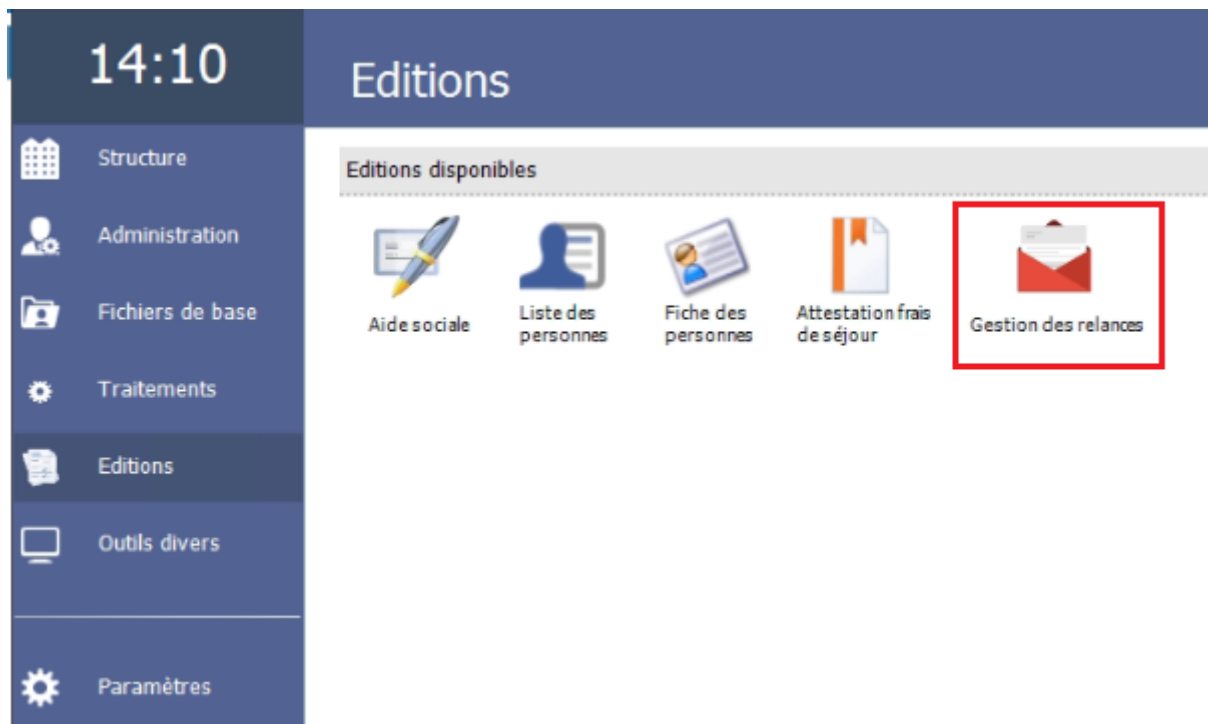 14:10
Editions
Structure
Administration
Fichiers de base
Traitements
Editions
Outils divers
Paramètres
Editions disponibles
Aide sociale
Liste des
personnes
Fiche des
personnes
Attestation frais
de séjour
Gestion des relances